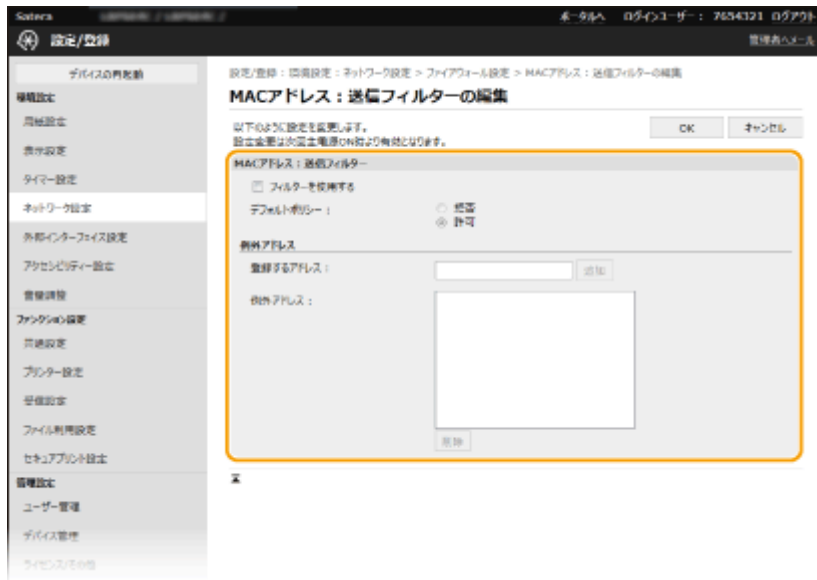 Satera
ポータルへ ログインユーザー： 7654321 ログアウト
設定/登録
管理者へメール
デバイスの再起動
環境設定
用紙設定
表示設定
タイマー設定
ネットワーク設定
外部インターフェイス設定
アクセシビリティー設定
音量調整
ファンクション設定
共通設定
プリンター設定
受信設定
ファイル利用設定
セキュアプリント設定
管理設定
ユーザー管理
デバイス管理
ライセンス/その他
設定/登録：環境設定：ネットワーク設定 > ファイアウォール設定 > MACアドレス：送信フィルターの編集
MACアドレス：送信フィルターの編集
以下のように設定を変更します。
設定変更は次回主電源ON時より有効となります。
OK キャンセル
MACアドレス：送信フィルター
フィルターを使用する
デフォルトポリシー： 拒否
許可
例外アドレス
登録するアドレス： 追加
例外アドレス：
削除